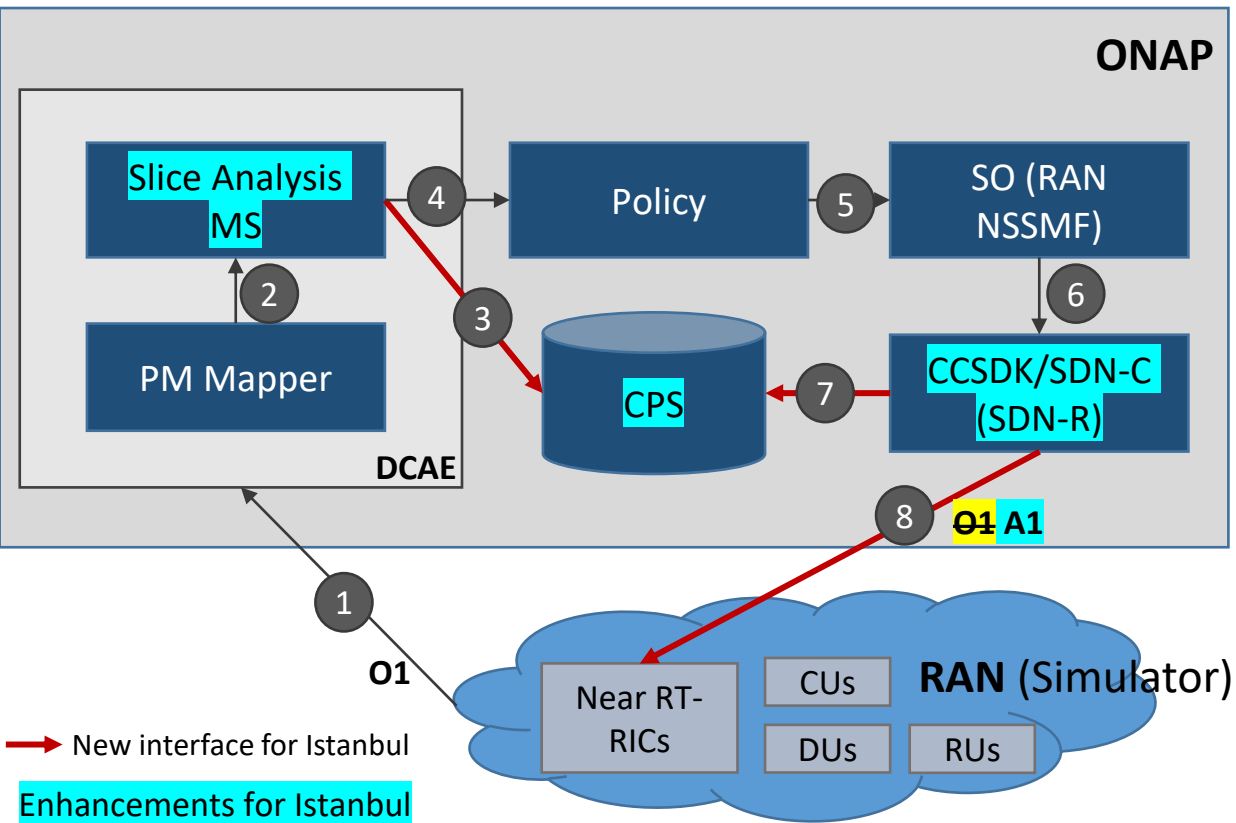 ONAP
Slice Analysis
MS
4
Policy
5
SO (RAN
NSSMF)
2
3
6
PM Mapper
CPS
7
CCSDK/SDN-C
(SDN-R)
DCAE
8
O1 A1
1
O1
Near RT-
RICs
CUs
RAN (Simulator)
DUs
RUs
New interface for Istanbul
Enhancements for Istanbul